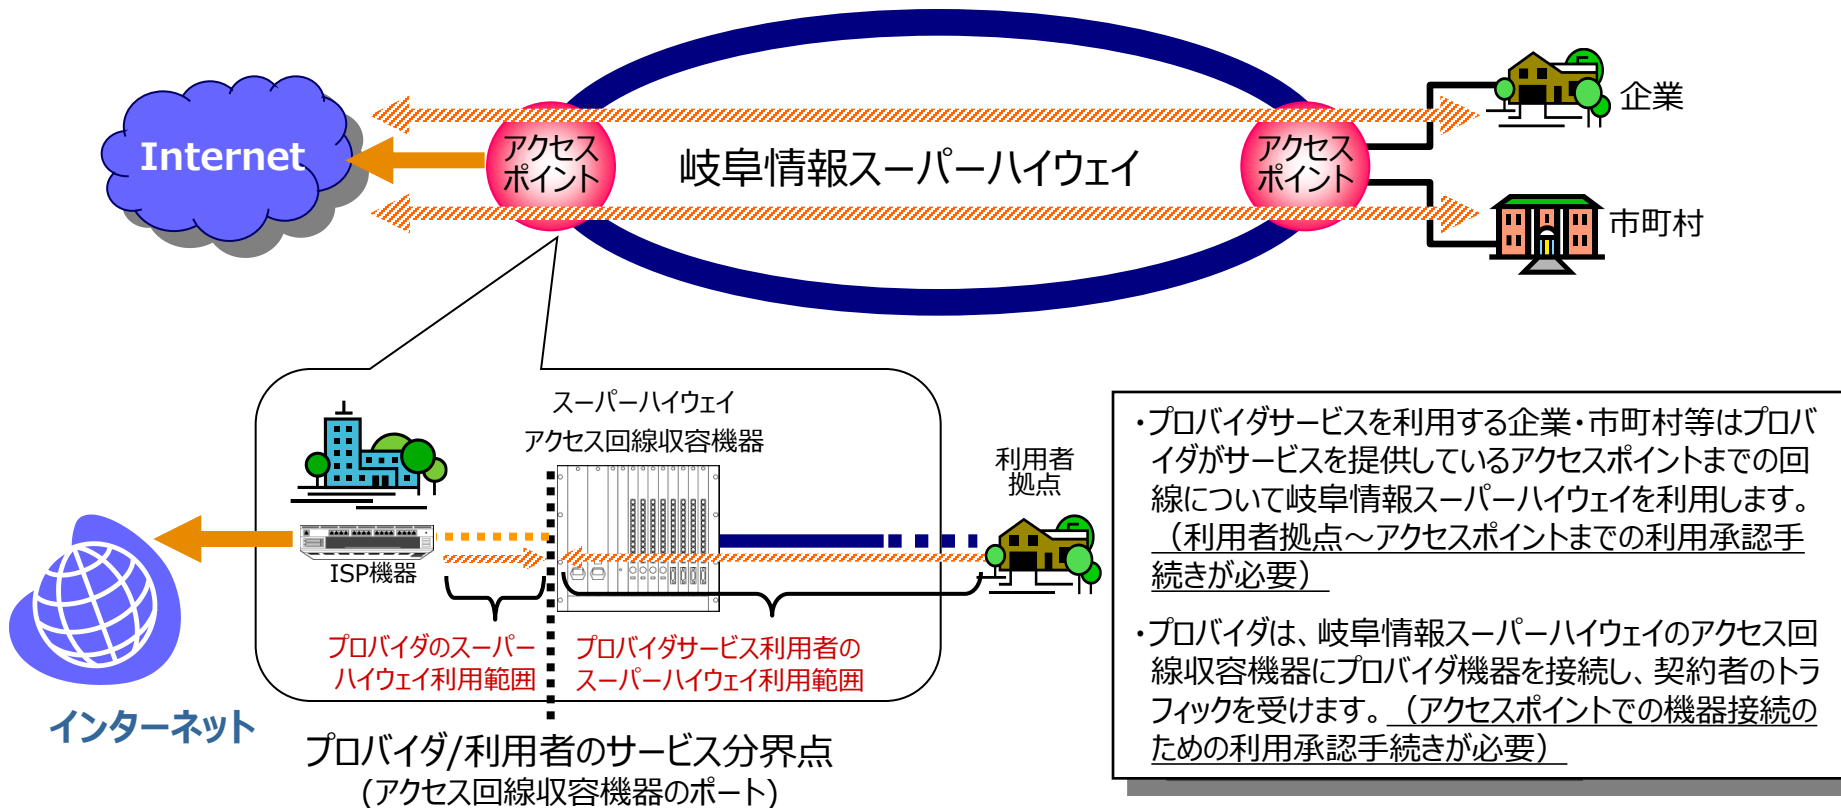 Internet
アクセス
ポイント
岐阜情報スーパーハイウェイ
アクセス
ポイント
企業
市町村
スーパーハイウェイ
アクセス回線収容機器
利用者
拠点
ISP機器
プロバイダのスーパー
ハイウェイ利用範囲
プロバイダサービス利用者の
スーパーハイウェイ利用範囲
インターネット
プロバイダ/利用者のサービス分界点
(アクセス回線収容機器のポート)
・プロバイダサービスを利用する企業・市町村等はプロバ
イダがサービスを提供しているアクセスポイントまでの回
線について岐阜情報スーパーハイウェイを利用します。
（利用者拠点～アクセスポイントまでの利用承認手
続きが必要）
・プロバイダは、岐阜情報スーパーハイウェイのアクセス回
線収容機器にプロバイダ機器を接続し、契約者のトラ
フィックを受けます。（アクセスポイントでの機器接続の
ための利用承認手続きが必要）